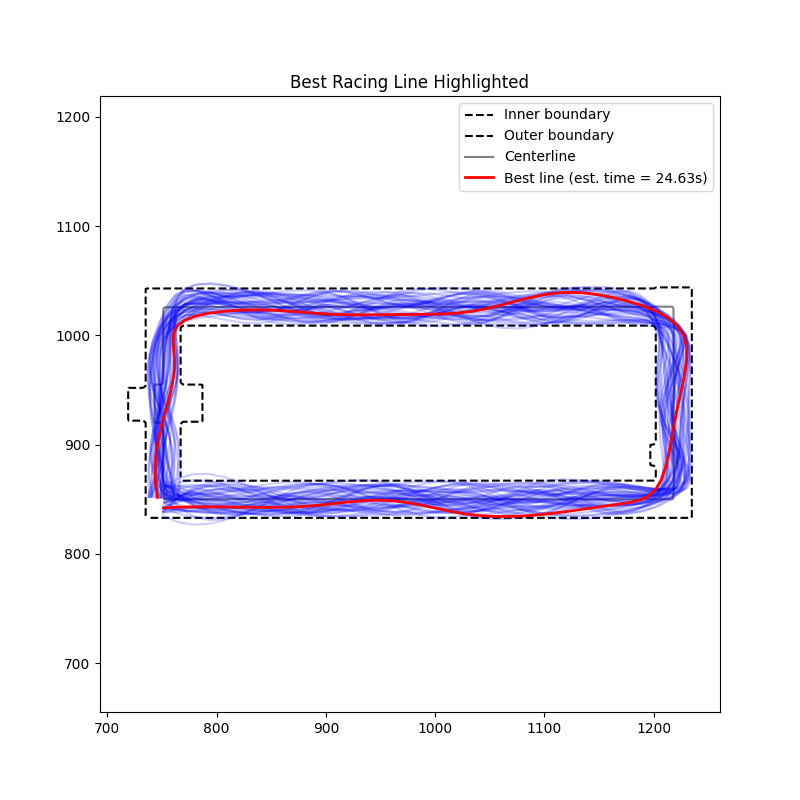 Best Racing Line Highlighted
Inner boundary
Outer boundary
Centerline
Best line (est. time = 24.63s)
1200
1100
1000
900
800
700
700 800 900 1000 1100 1200